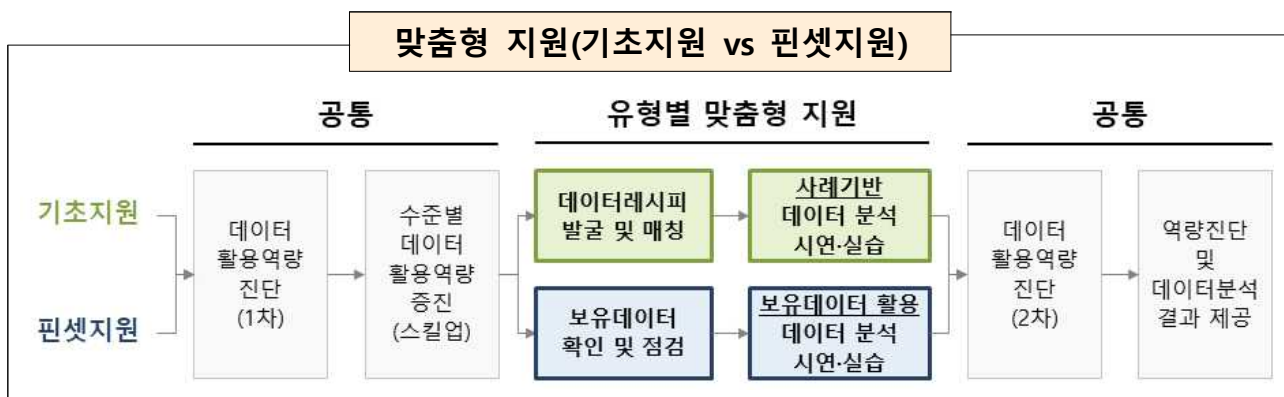 맞춤형 지원(기초지원 vs 핀셋지원)
공통
유형별 맞춤형 지원
공통
기초지원
핀셋지원
데이터
활용역량
진단
(1차)
수준별
데이터
활용역량
증진
(스킬업)
데이터레시피
발굴 및 매칭
사례기반
데이터 분석
시연·실습
보유데이터
확인 및 점검
보유데이터 활용
데이터 분석
시연·실습
데이터
활용역량
진단
(2차)
역량진단
및
데이터분석
결과 제공